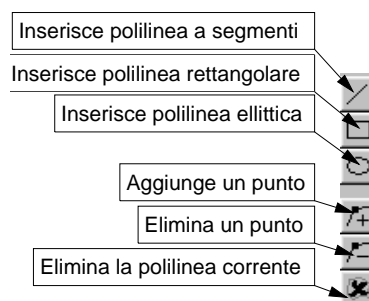 Inserisce polilinea a segmenti
Inserisce polilinea rettangolare
Inserisce polilinea ellittica
Aggiunge un punto
Elimina un punto
Elimina la polilinea corrente